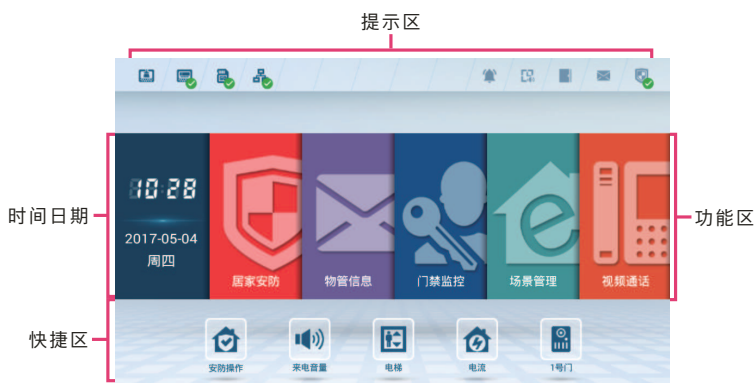 提示区
时间日期
10:28
2017-05-04
周四
居家安防
物管信息
门禁监控
场景管理
视频通话
功能区
快捷区
安防操作
来电音量
电梯
电流
1号门